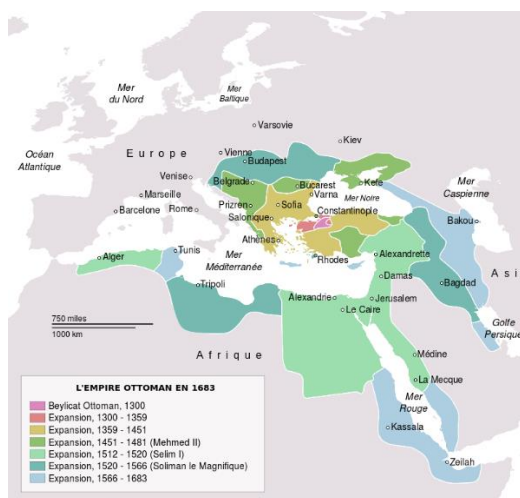 Mer
du Nord
Mer
Baltique
Varsovie
Kiev
Océan
Atlantique
Europe
Vienne
Budapest
Venise
Belgrade
Bucarest
Kefe
Mer
Caspienne
Marseille
Varna
Mer Noire
Barcelone
Rome
Prizren
Sofia
Constantinople
Salonique
Bakou
Athènes
Alger
Tunis
Mer
Méditerranée
Rhodes
Alexandrette
Asi
Tripoli
Damas
Bagdad
Alexandrie
Jerusalem
Le Caire
Golfe
Persique
750 miles
1000 km
Afrique
Médine
La Mecque
Mer
Rouge
Kassala
Zeilah
L'EMPIRE OTTOMAN EN 1683
Beylicat Ottoman, 1300
Expansion, 1300 - 1359
Expansion, 1359 - 1451
Expansion, 1451 - 1481 (Mehmed II)
Expansion, 1512 - 1520 (Selim I)
Expansion, 1520 - 1566 (Soliman le Magnifique)
Expansion, 1566 - 1683